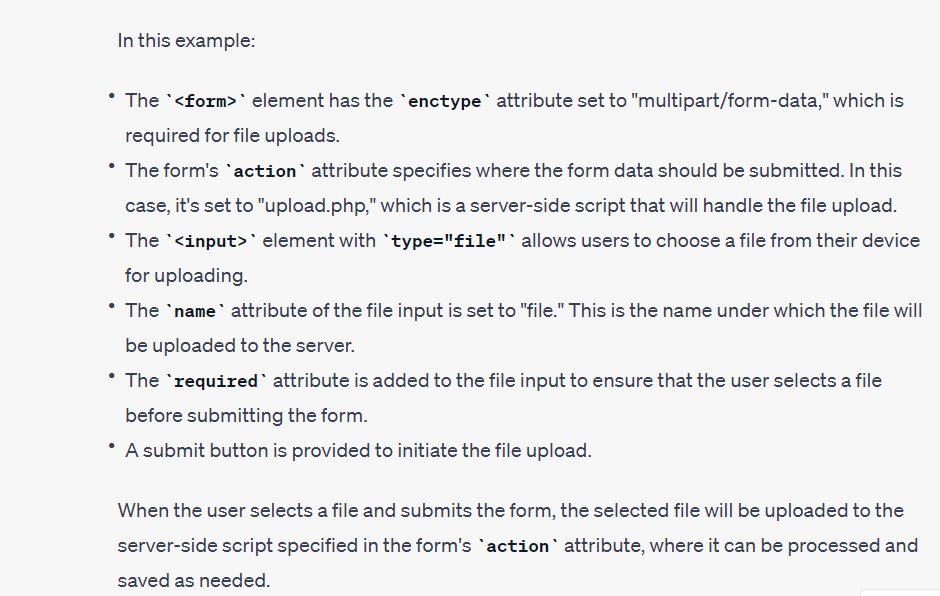 In this example:
• The `<form>` element has the `enctype` attribute set to "multipart/form-data," which is
required for file uploads.
• The form's `action` attribute specifies where the form data should be submitted. In this
case, it's set to "upload.php," which is a server-side script that will handle the file upload.
• The `<input>` element with `type="file"` allows users to choose a file from their device
for uploading.
• The `name` attribute of the file input is set to "file." This is the name under which the file will
be uploaded to the server.
• The `required` attribute is added to the file input to ensure that the user selects a file
before submitting the form.
• A submit button is provided to initiate the file upload.
When the user selects a file and submits the form, the selected file will be uploaded to the
server-side script specified in the form's `action` attribute, where it can be processed and
saved as needed.